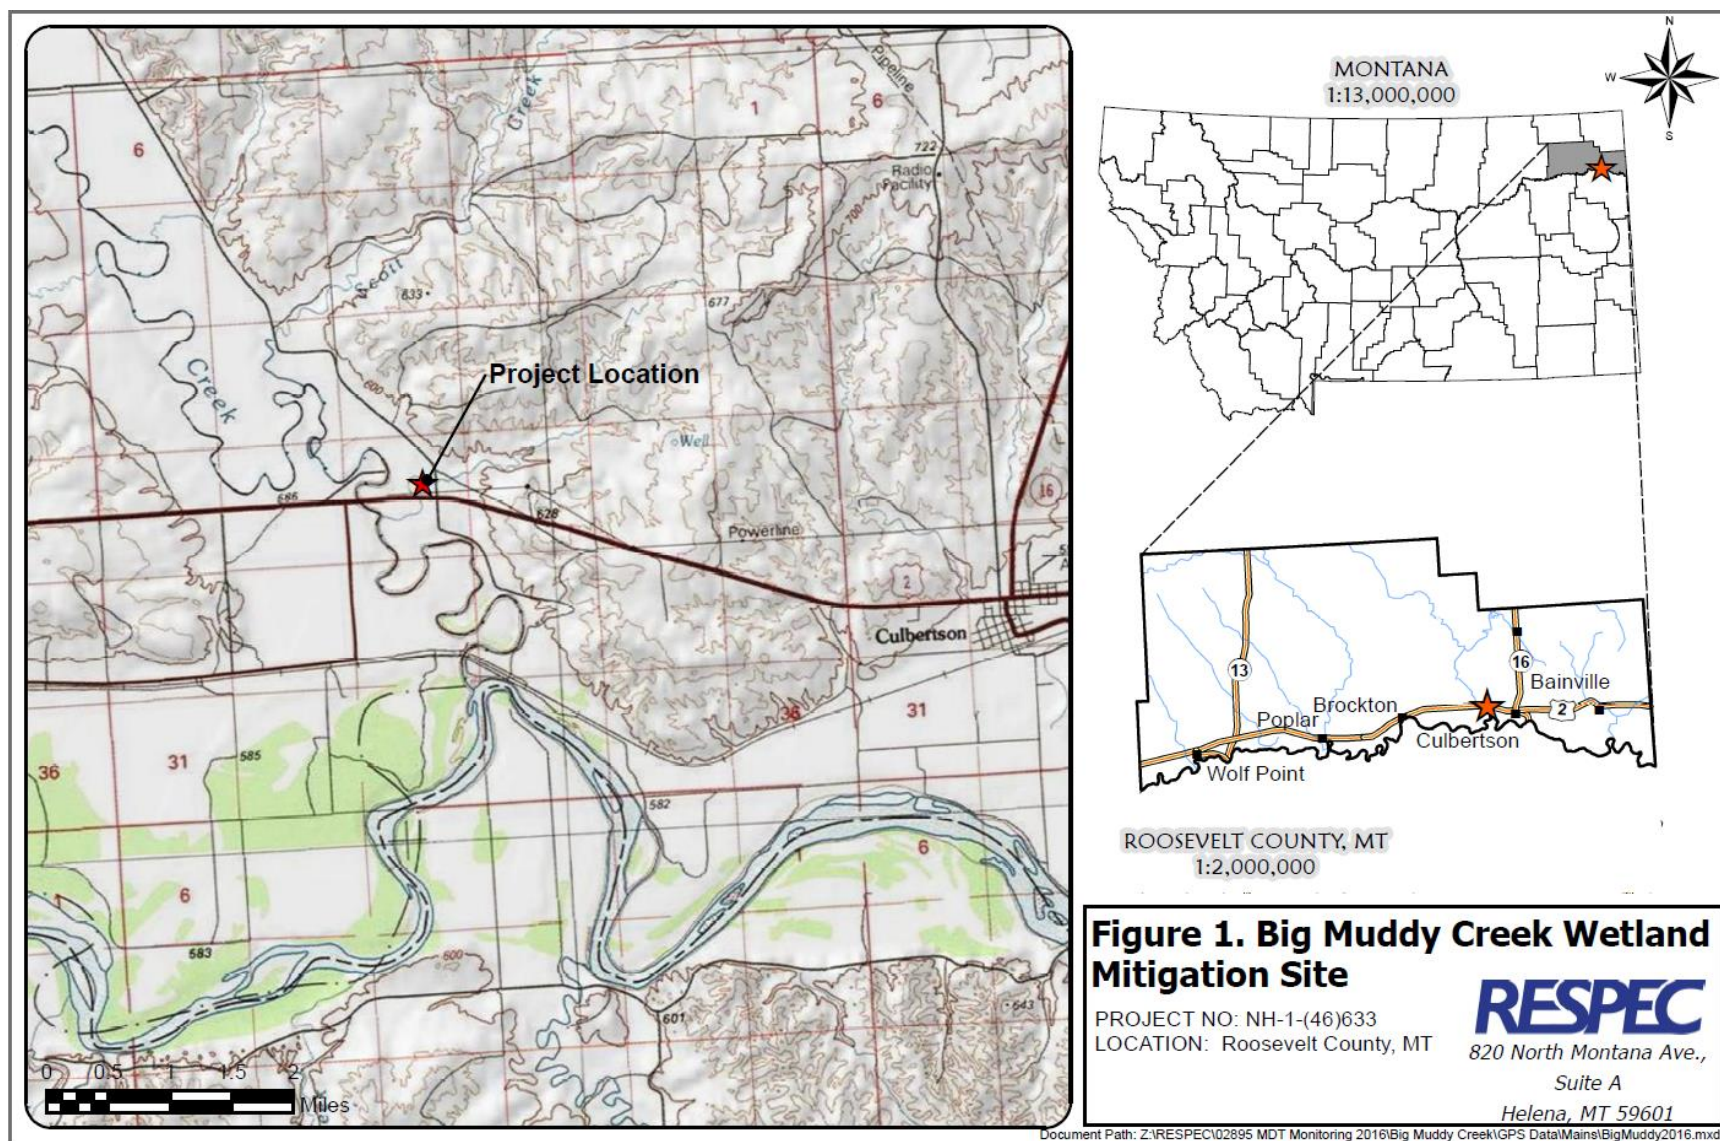 Pipeline
Creek
1
6
6
722
Radio
Facility
700
Scott
633
677
Project Location
600
Creek
Well
16
686
628
Powerline
2
Culbertson
36
31
31
36
585
582
1
6
1
6
583
600
601
643
0 0.5 1 1.5 2
Miles
N
W
S
MONTANA
1:13,000,000
13
16
Bainville
Brockton
2
Poplar
Culbertson
Wolf Point
ROOSEVELT COUNTY, MT
1:2,000,000
Figure 1. Big Muddy Creek Wetland
Mitigation Site
PROJECT NO: NH-1-(46)633
LOCATION: Roosevelt County, MT
RESPEC
820 North Montana Ave.,
Suite A
Helena, MT 59601
Document Path: Z:\RESPEC\02895 MDT Monitoring 2016\Big Muddy Creek\GPS Data\Mains\BigMuddy2016.mxd